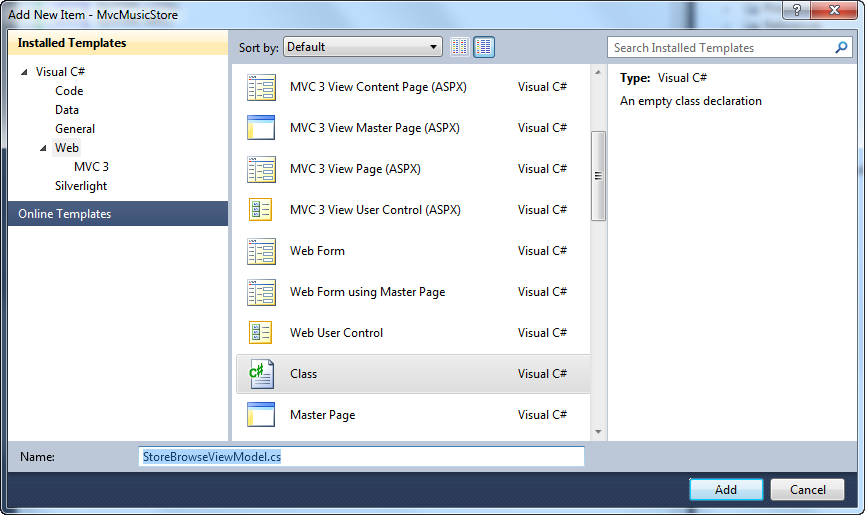 Add New Item - MvcMusicStore
Installed Templates
Visual C#
Code
Data
General
Web
MVC 3
Silverlight
Online Templates
Sort by: Default
Search Installed Templates
MVC 3 View Content Page (ASPX) Visual C#
MVC 3 View Master Page (ASPX) Visual C#
MVC 3 View Page (ASPX) Visual C#
MVC 3 View User Control (ASPX) Visual C#
Web Form Visual C#
Web Form using Master Page Visual C#
Web User Control Visual C#
Class Visual C#
Master Page Visual C#
Type: Visual C#
An empty class declaration
Name: StoreBrowseViewModel.cs
Add Cancel